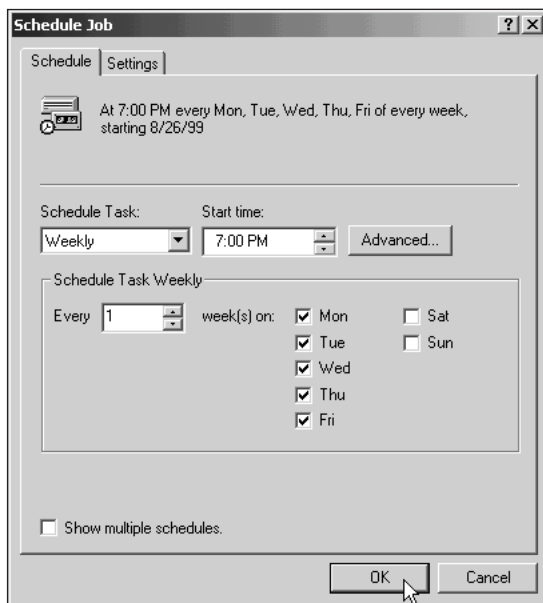 Schedule Job
Schedule Settings
At 7:00 PM every Mon, Tue, Wed, Thu, Fri of every week,
starting 8/26/99
Schedule Task: Start time:
Weekly 7:00 PM Advanced...
Schedule Task Weekly
Every 1 week(s) on: Mon Sat
Tue Sun
Wed
Thu
Fri
Show multiple schedules.
OK Cancel